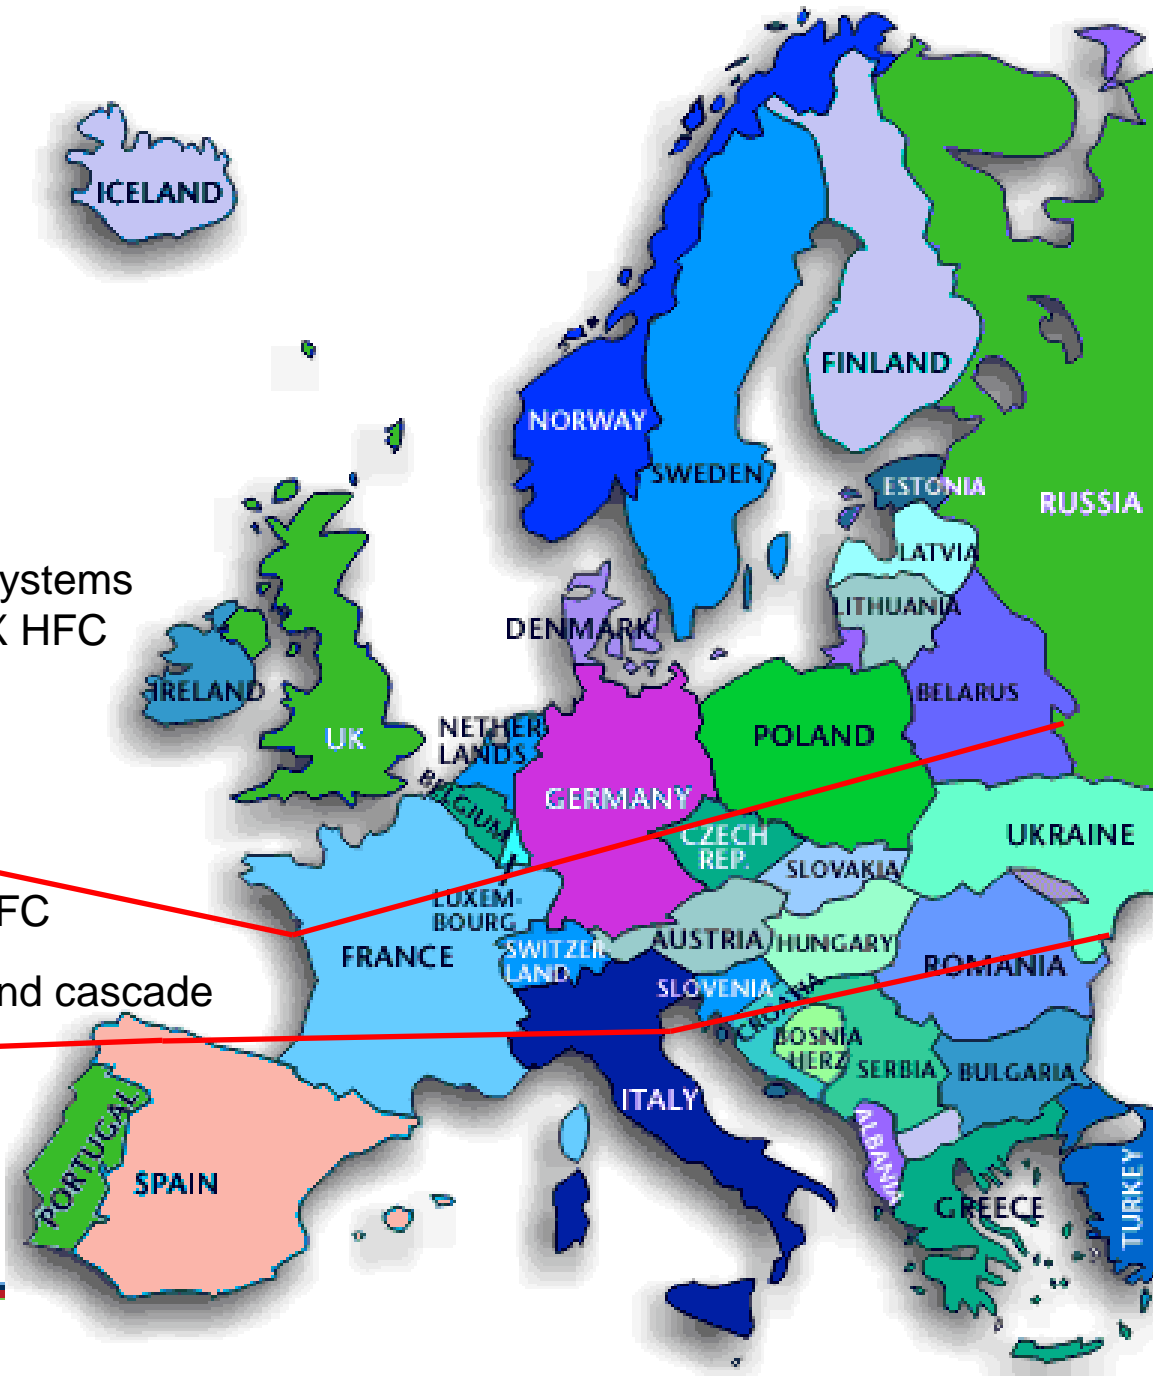 ICELAND
FINLAND
NORWAY
SWEDEN
ESTONIA
RUSSIA
LATVIA
ystems
LITHUANIA
X HFC
DENMARK
IRELAND
BELARUS
NETHER
LANDS
UK
POLAND
BELGIUM
GERMANY
UKRAINE
CZECH
REP.
SLOVAKIA
LUXEM-
BOURG
FC
FRANCE
SWITZER
LAND
AUSTRIA
HUNGARY
ROMANIA
nd cascade
SLOVENIA
CROATIA
BOSNIA
HERZ
SERBIA
BULGARIA
ITALY
PORTUGAL
SPAIN
ALBANIA
GREECE
TURKEY